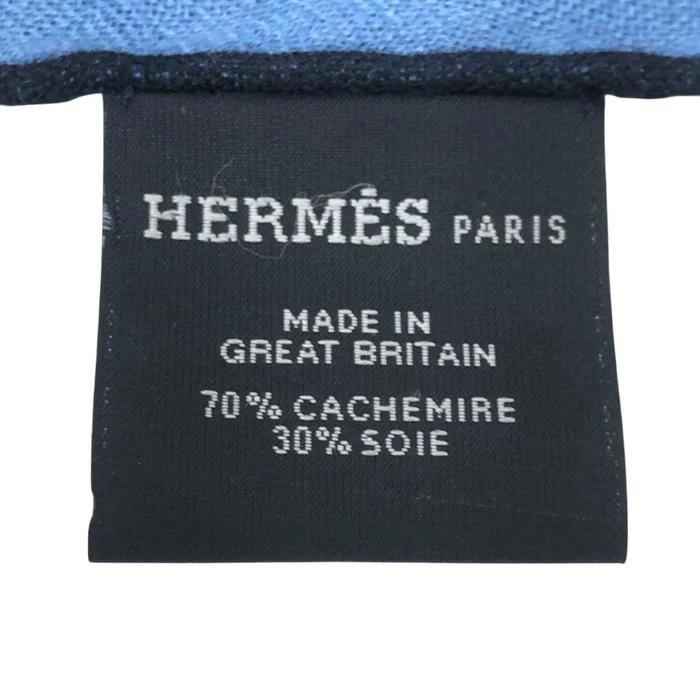 HERMÈS PARIS
MADE IN
GREAT BRITAIN
70% CACHEMIRE
30% SOIE